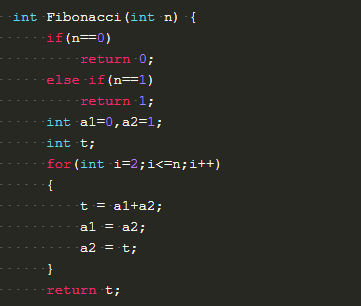 int Fibonacci(int n) {
if(n==0)
return 0;
else if(n==1)
return 1;
int a1=0,a2=1;
int t;
for(int i=2;i<=n;i++)
{
t = a1+a2;
a1 = a2;
a2 = t;
}
return t;